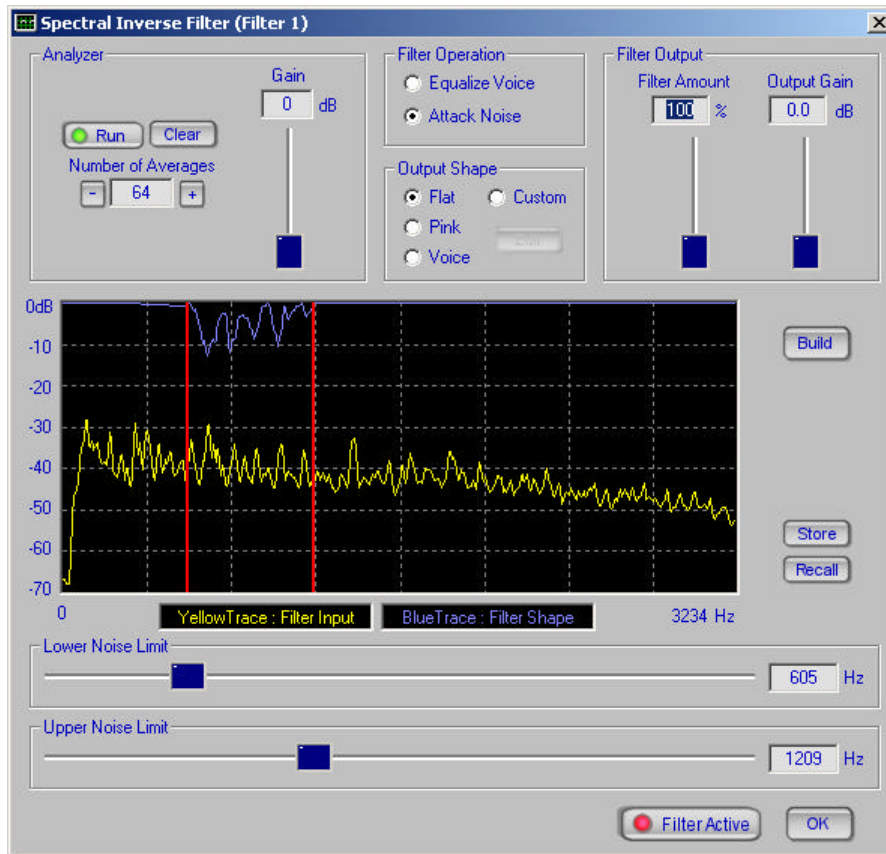 Spectral Inverse Filter (Filter 1)
Analyzer
Gain
0 dB
Run Clear
Number of Averages
- 64 +
Filter Operation
Equalize Voice
Attack Noise
Output Shape
Flat Custom
Pink
Voice Edit
Filter Output
Filter Amount Output Gain
100 % 0.0 dB
0dB
-10
-20
-30
-40
-50
-60
-70
0 3234 Hz
YellowTrace : Filter Input BlueTrace : Filter Shape
Build
Store
Recall
Lower Noise Limit
605 Hz
Upper Noise Limit
1209 Hz
Filter Active OK